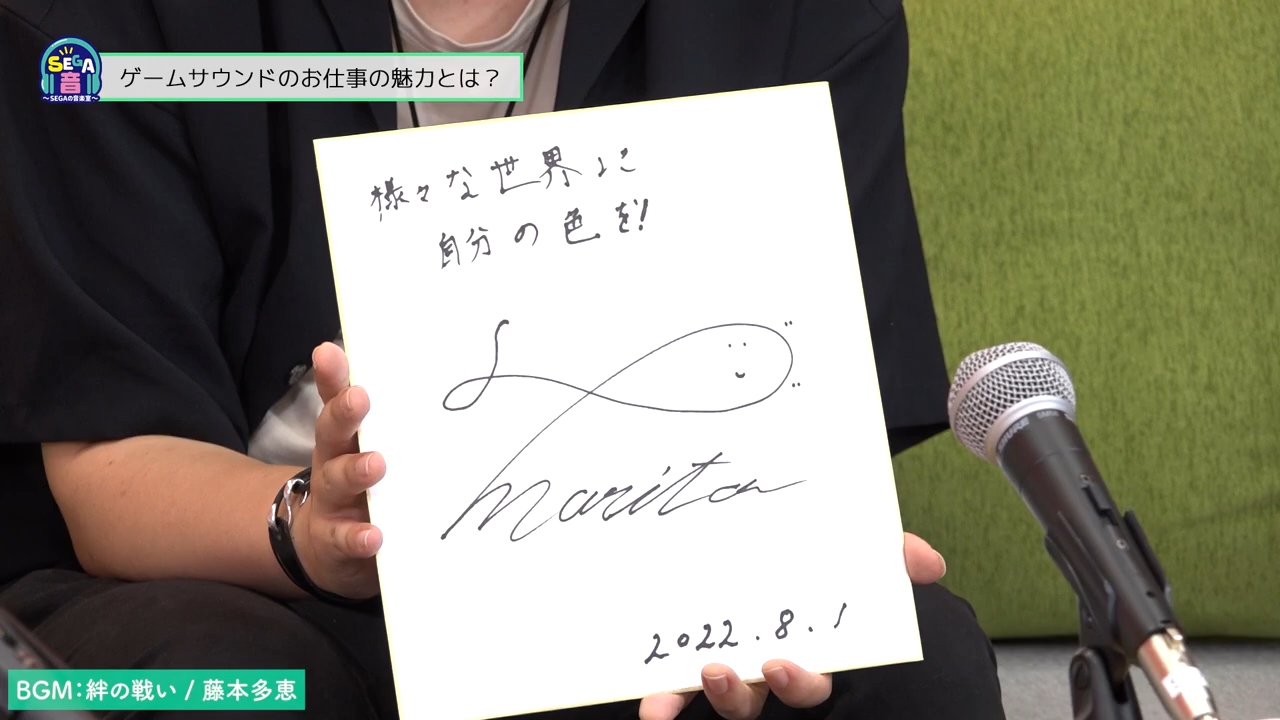 SEGA
音
～SEGAの音楽室～
ゲームサウンドのお仕事の魅力とは？
様々な世界に
自分の色を!
marita
2022.8.1
SHURE
BGM：絆の戦い / 藤本多恵